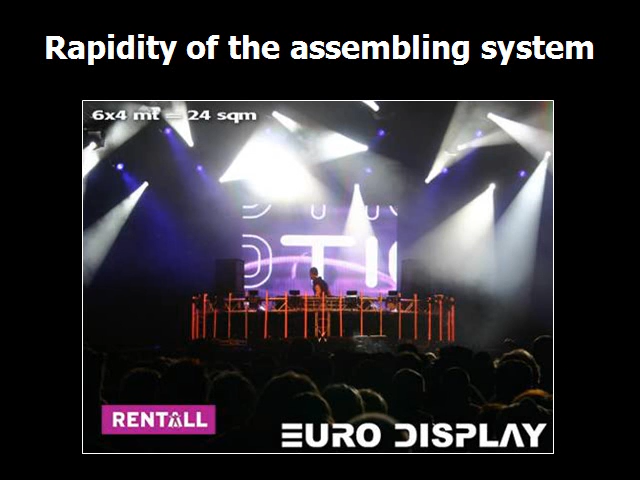 Rapidity of the assembling system
6x4 mt = 24 sqm
RENTALL
EURO DISPLAY